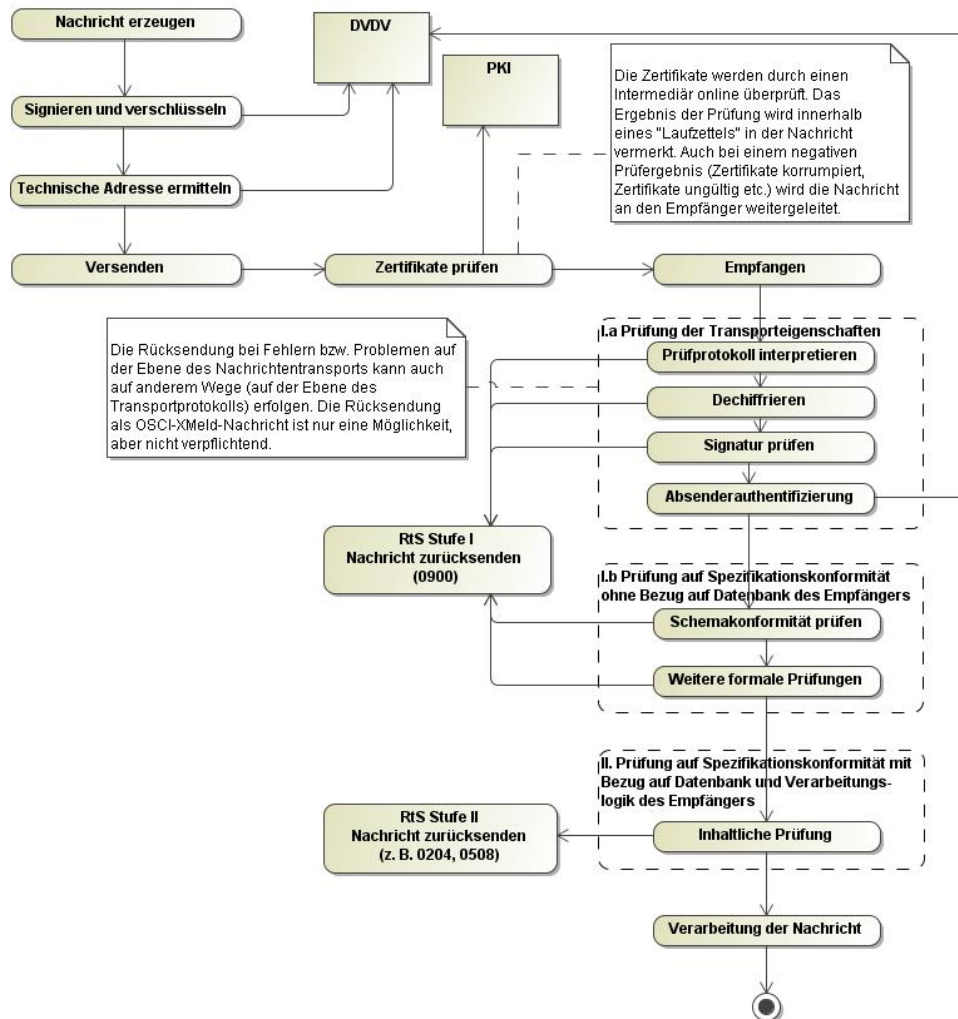 Nachricht erzeugen
DVDV
PKI
Die Zertifikate werden durch einen
Intermediär online überprüft. Das
Ergebnis der Prüfung wird innerhalb
eines "Laufzettels" in der Nachricht
vermerkt. Auch bei einem negativen
Prüfergebnis (Zertifikate korrumpiert,
Zertifikate ungültig etc.) wird die Nachricht
an den Empfänger weitergeleitet.
Signieren und verschlüsseln
Technische Adresse ermitteln
Versenden
Zertifikate prüfen
Empfangen
Die Rücksendung bei Fehlern bzw. Problemen auf
der Ebene des Nachrichtentransports kann auch
auf anderem Wege (auf der Ebene des
Transportprotokolls) erfolgen. Die Rücksendung
als OSCI-XMeld-Nachricht ist nur eine Möglichkeit,
aber nicht verpflichtend.
I.a Prüfung der Transporteigenschaften
Prüfprotokoll interpretieren
Dechiffrieren
Signatur prüfen
Absenderauthentifizierung
RtS Stufe I
Nachricht zurücksenden
(0900)
I.b Prüfung auf Spezifikationskonformität
ohne Bezug auf Datenbank des Empfängers
Schemakonformität prüfen
Weitere formale Prüfungen
II. Prüfung auf Spezifikationskonformität mit
Bezug auf Datenbank und Verarbeitungs-
logik des Empfängers
RtS Stufe II
Nachricht zurücksenden
(z. B. 0204, 0508)
Inhaltliche Prüfung
Verarbeitung der Nachricht